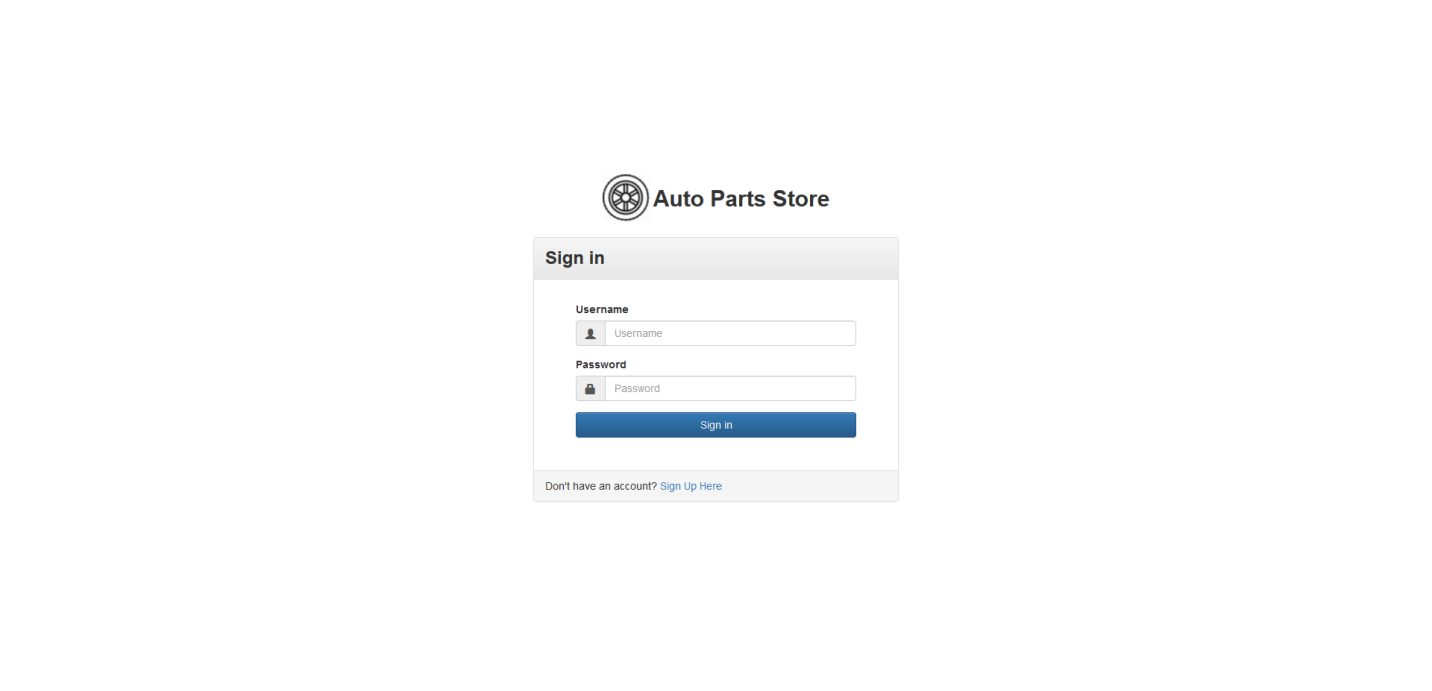 Auto Parts Store
Sign in
Username
Username
Password
Password
Sign in
Don't have an account? Sign Up Here